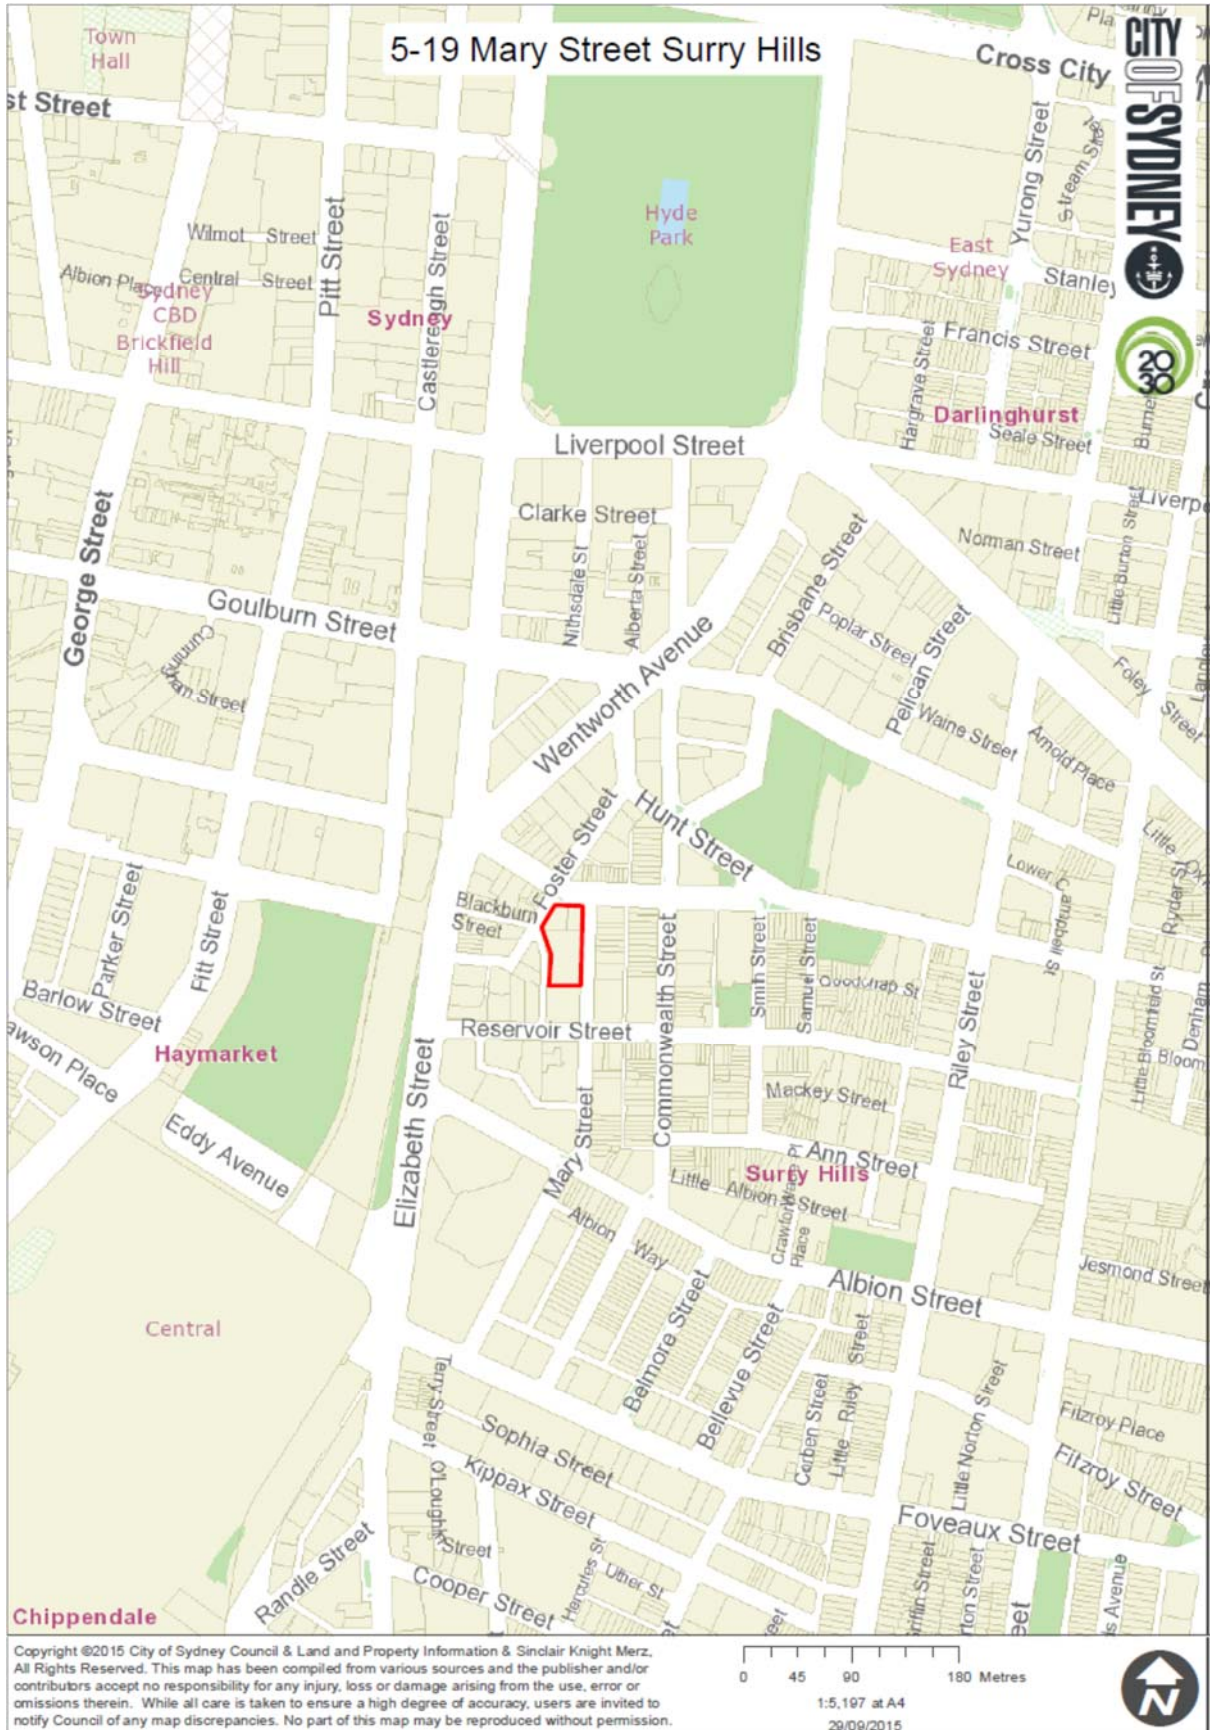 5-19 Mary Street Surry Hills
CITY OF SYDNEY
2030
Town
Hall
Cross City
st Street
Yurong Street
Pitt Street
Castlereagh Street
Wilmot Street
Albion Place
Central Street
Sydney
CBD
Brickfield
Hill
Sydney
Hyde
Park
East
Sydney
Stanley
Francis Street
Hargrave Street
Darlinghurst
Seale Street
Liverpool Street
Liverp
Clarke Street
Nithsdale St
Alberta Street
Brisbane Street
Norman Street
Little Burton Street
George Street
Goulburn Street
Cunningham Street
Wentworth Avenue
Poplar Street
Pelican Street
Foley Street
Waine Street
Arnold Place
Foster Street
Hunt Street
Lower Campbell St
Ryder St
Blackburn
Street
Parker Street
Pitt Street
Commonwealth Street
Smith Street
Samuel Street
Goodchap St
Barlow Street
awson Place
Haymarket
Reservoir Street
Riley Street
Little Bloomfield St
Denham
Bloom
Eddy Avenue
Elizabeth Street
Mary Street
Mackey Street
Ann Street
Surry Hills
Little Albion Street
Crawford Place
Albion Way
Belmore Street
Bellevue Street
Albion Street
Jesmond Street
Central
Terry Street
Sophia Street
Kippax Street
Corben Street
Little Riley Street
Little Norton Street
Fitzroy Place
Fitzroy Street
Foveaux Street
Randle Street
Street
Cooper Street
Hercules St
Uther St
Chippendale
Copyright ©2015 City of Sydney Council & Land and Property Information & Sinclair Knight Merz,
All Rights Reserved. This map has been compiled from various sources and the publisher and/or
contributors accept no responsibility for any injury, loss or damage arising from the use, error or
omissions therein. While all care is taken to ensure a high degree of accuracy, users are invited to
notify Council of any map discrepancies. No part of this map may be reproduced without permission.
0 45 90 180 Metres
1:5,197 at A4
29/09/2015
N